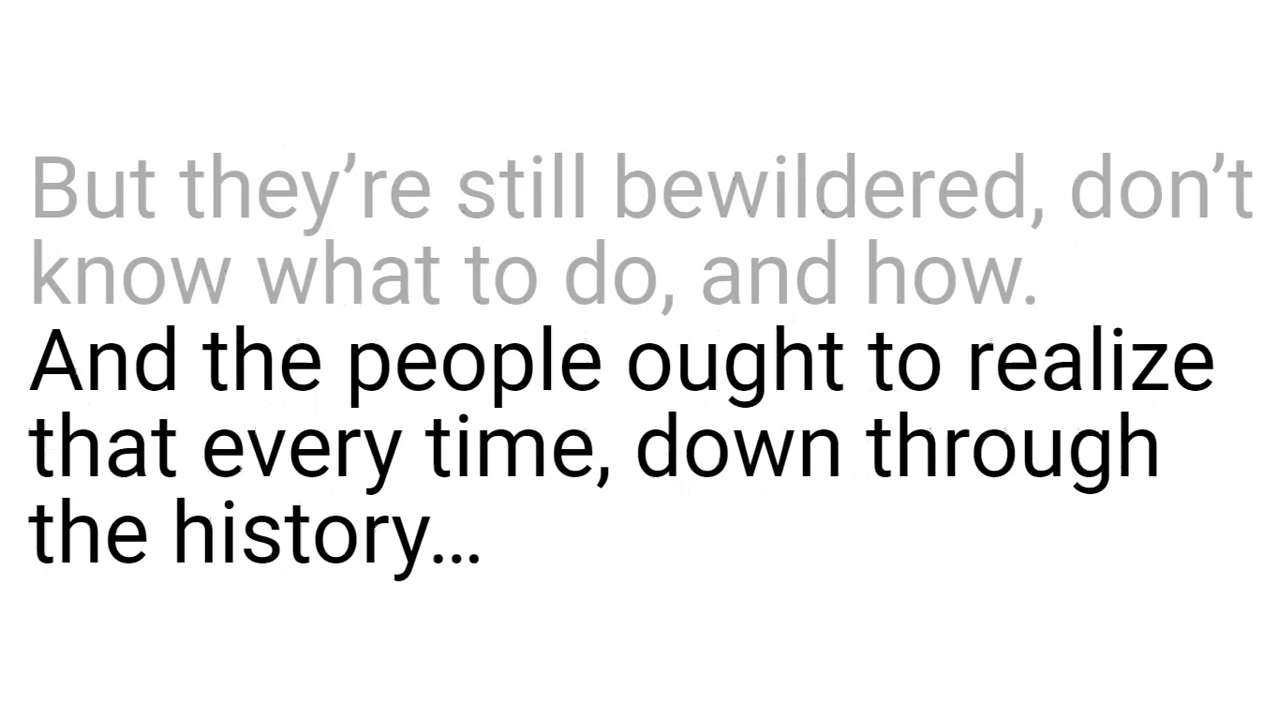 But they’re still bewildered, don’t
know what to do, and how.
And the people ought to realize
that every time, down through
the history…